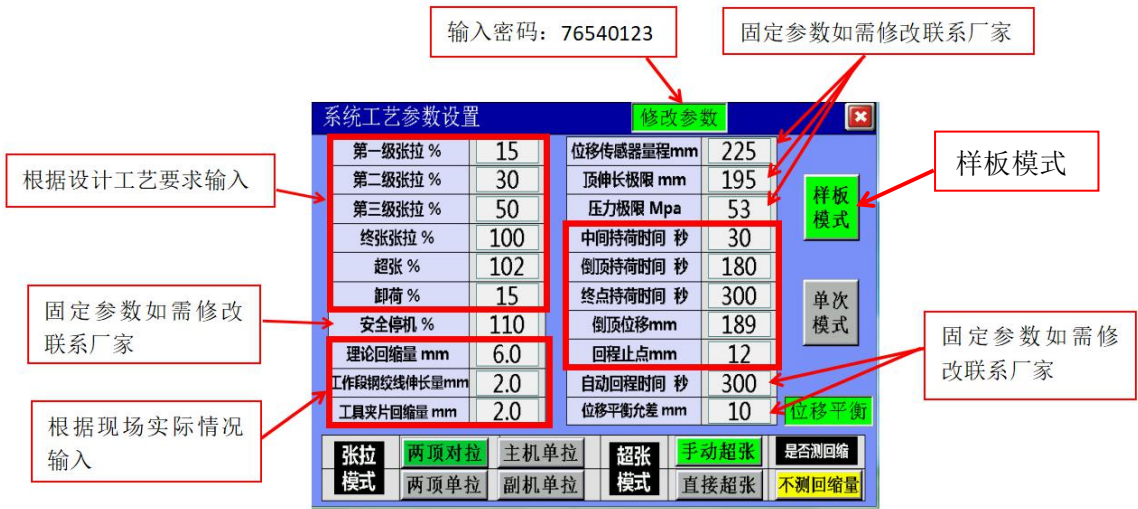 输入密码：76540123
固定参数如需修改联系厂家
系统工艺参数设置
修改参数
第一级张拉 % 15
位移传感器量程mm 225
第二级张拉 % 30
顶伸长极限 mm 195
第三级张拉 % 50
压力极限 Mpa 53
终张张拉 % 100
中间持荷时间 秒 30
超张 % 102
倒顶持荷时间 秒 180
卸荷 % 15
终点持荷时间 秒 300
安全停机 % 110
倒顶位移mm 189
理论回缩量 mm 6.0
回程止点mm 12
工作段钢绞线伸长量mm 2.0
自动回程时间 秒 300
工具夹片回缩量 mm 2.0
位移平衡允差 mm 10
位移平衡
样板
模式
单次
模式
张拉
模式
两顶对拉
主机单拉
两顶单拉
副机单拉
超张
模式
手动超张
直接超张
是否测回缩
不测回缩量
根据设计工艺要求输入
固定参数如需修改
联系厂家
根据现场实际情况
输入
样板模式
固定参数如需修
改联系厂家